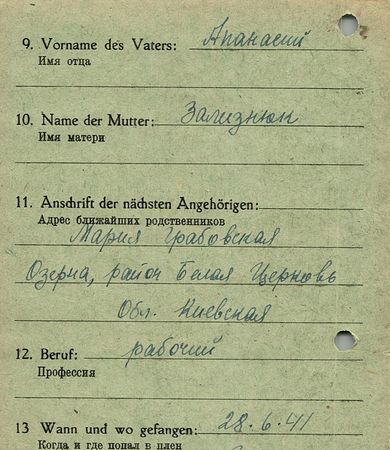 9. Vorname des Vaters: Апанасий
Имя отца
10. Name der Mutter: Зализнюк
Имя матери
11. Anschrift der nächsten Angehörigen:
Адрес ближайших родственников
Мария Грабовская
Озерна, район Белая Церковь
Обл. Киевская
12. Beruf: рабочий
Профессия
13 Wann und wo gefangen: 28.6.41
Когда и где попал в плен